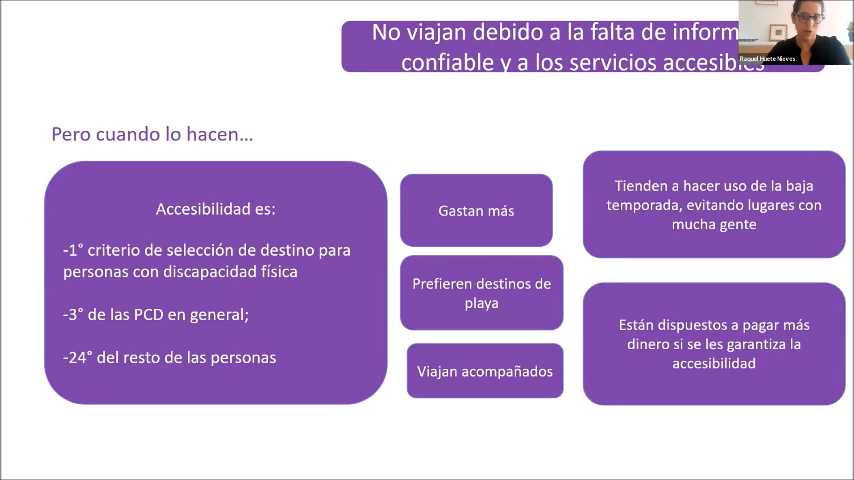 No viajan debido a la falta de inform
confiable y a los servicios accesibles
Raquel Huete Nieves
Pero cuando lo hacen...
Accesibilidad es:
-1° criterio de selección de destino para
personas con discapacidad física
-3° de las PCD en general;
-24° del resto de las personas
Gastan más
Prefieren destinos de
playa
Viajan acompañados
Tienden a hacer uso de la baja
temporada, evitando lugares con
mucha gente
Están dispuestos a pagar más
dinero si se les garantiza la
accesibilidad